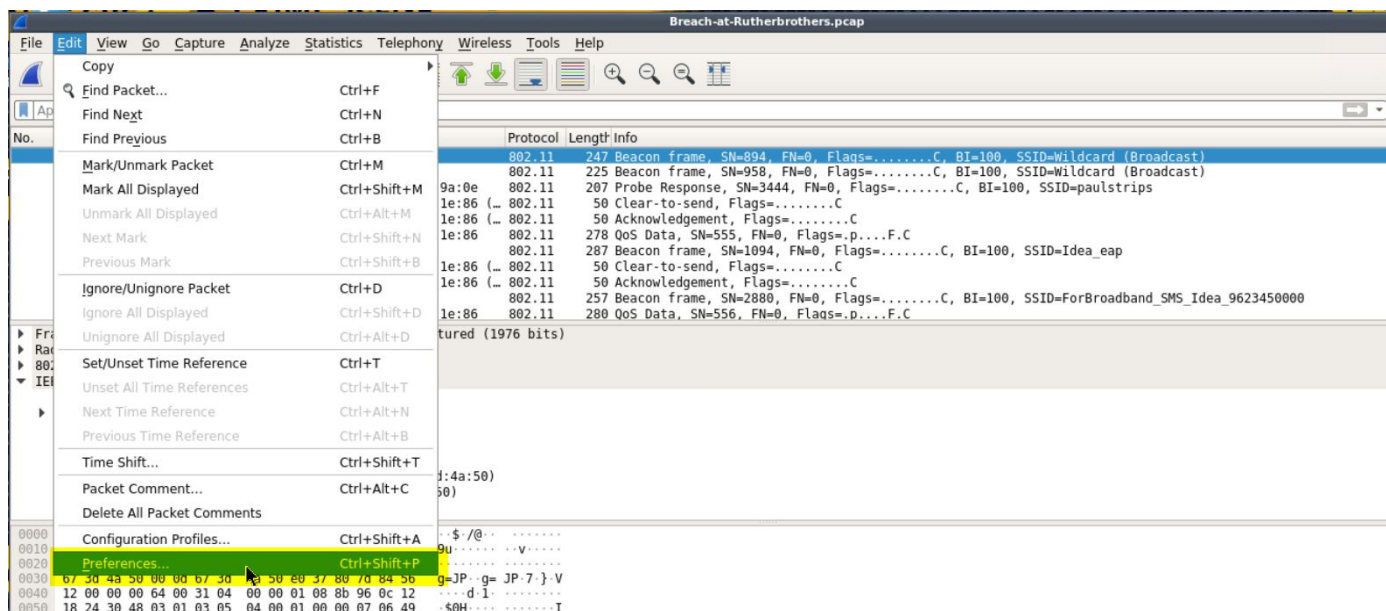 Breach-at-Rutherbrothers.pcap
File Edit View Go Capture Analyze Statistics Telephony Wireless Tools Help
Copy
Find Packet... Ctrl+F
Find Next Ctrl+N
Find Previous Ctrl+B
Mark/Unmark Packet Ctrl+M
Mark All Displayed Ctrl+Shift+M
Unmark All Displayed Ctrl+Alt+M
Next Mark Ctrl+Shift+N
Previous Mark Ctrl+Shift+B
Ignore/Unignore Packet Ctrl+D
Ignore All Displayed Ctrl+Shift+D
Unignore All Displayed Ctrl+Alt+D
Set/Unset Time Reference Ctrl+T
Unset All Time References Ctrl+Alt+T
Next Time Reference Ctrl+Alt+N
Previous Time Reference Ctrl+Alt+B
Time Shift... Ctrl+Shift+T
Packet Comment... Ctrl+Alt+C
Delete All Packet Comments
Configuration Profiles... Ctrl+Shift+A
Preferences... Ctrl+Shift+P
Ap
No. Protocol Length Info
802.11 247 Beacon frame, SN=894, FN=0, Flags=........C, BI=100, SSID=Wildcard (Broadcast)
802.11 225 Beacon frame, SN=958, FN=0, Flags=........C, BI=100, SSID=Wildcard (Broadcast)
9a:0e 802.11 207 Probe Response, SN=3444, FN=0, Flags=........C, BI=100, SSID=paulstrips
1e:86 (… 802.11 50 Clear-to-send, Flags=........C
1e:86 (… 802.11 50 Acknowledgement, Flags=........C
1e:86 802.11 278 QoS Data, SN=555, FN=0, Flags=.p....F.C
802.11 287 Beacon frame, SN=1094, FN=0, Flags=........C, BI=100, SSID=Idea_eap
1e:86 (… 802.11 50 Clear-to-send, Flags=........C
1e:86 (… 802.11 50 Acknowledgement, Flags=........C
802.11 257 Beacon frame, SN=2880, FN=0, Flags=........C, BI=100, SSID=ForBroadband_SMS_Idea_9623450000
1e:86 802.11 280 QoS Data, SN=556, FN=0, Flags=.p....F.C
Fra tured (1976 bits)
Rad
802
IEE
d:4a:50)
50)
0000 ··$·/@·· ········
0010 9u······ ··v·····
0020
0030 67 3d 4a 50 00 0d 67 3d 50 e0 37 80 7d 84 56 g=JP··g= JP·7·}·V
0040 12 00 00 00 64 00 31 04 00 00 01 08 8b 96 0c 12 ····d·1· ········
0050 18 24 30 48 03 01 03 05 04 00 01 00 00 07 06 49 ·$0H···· ·······I